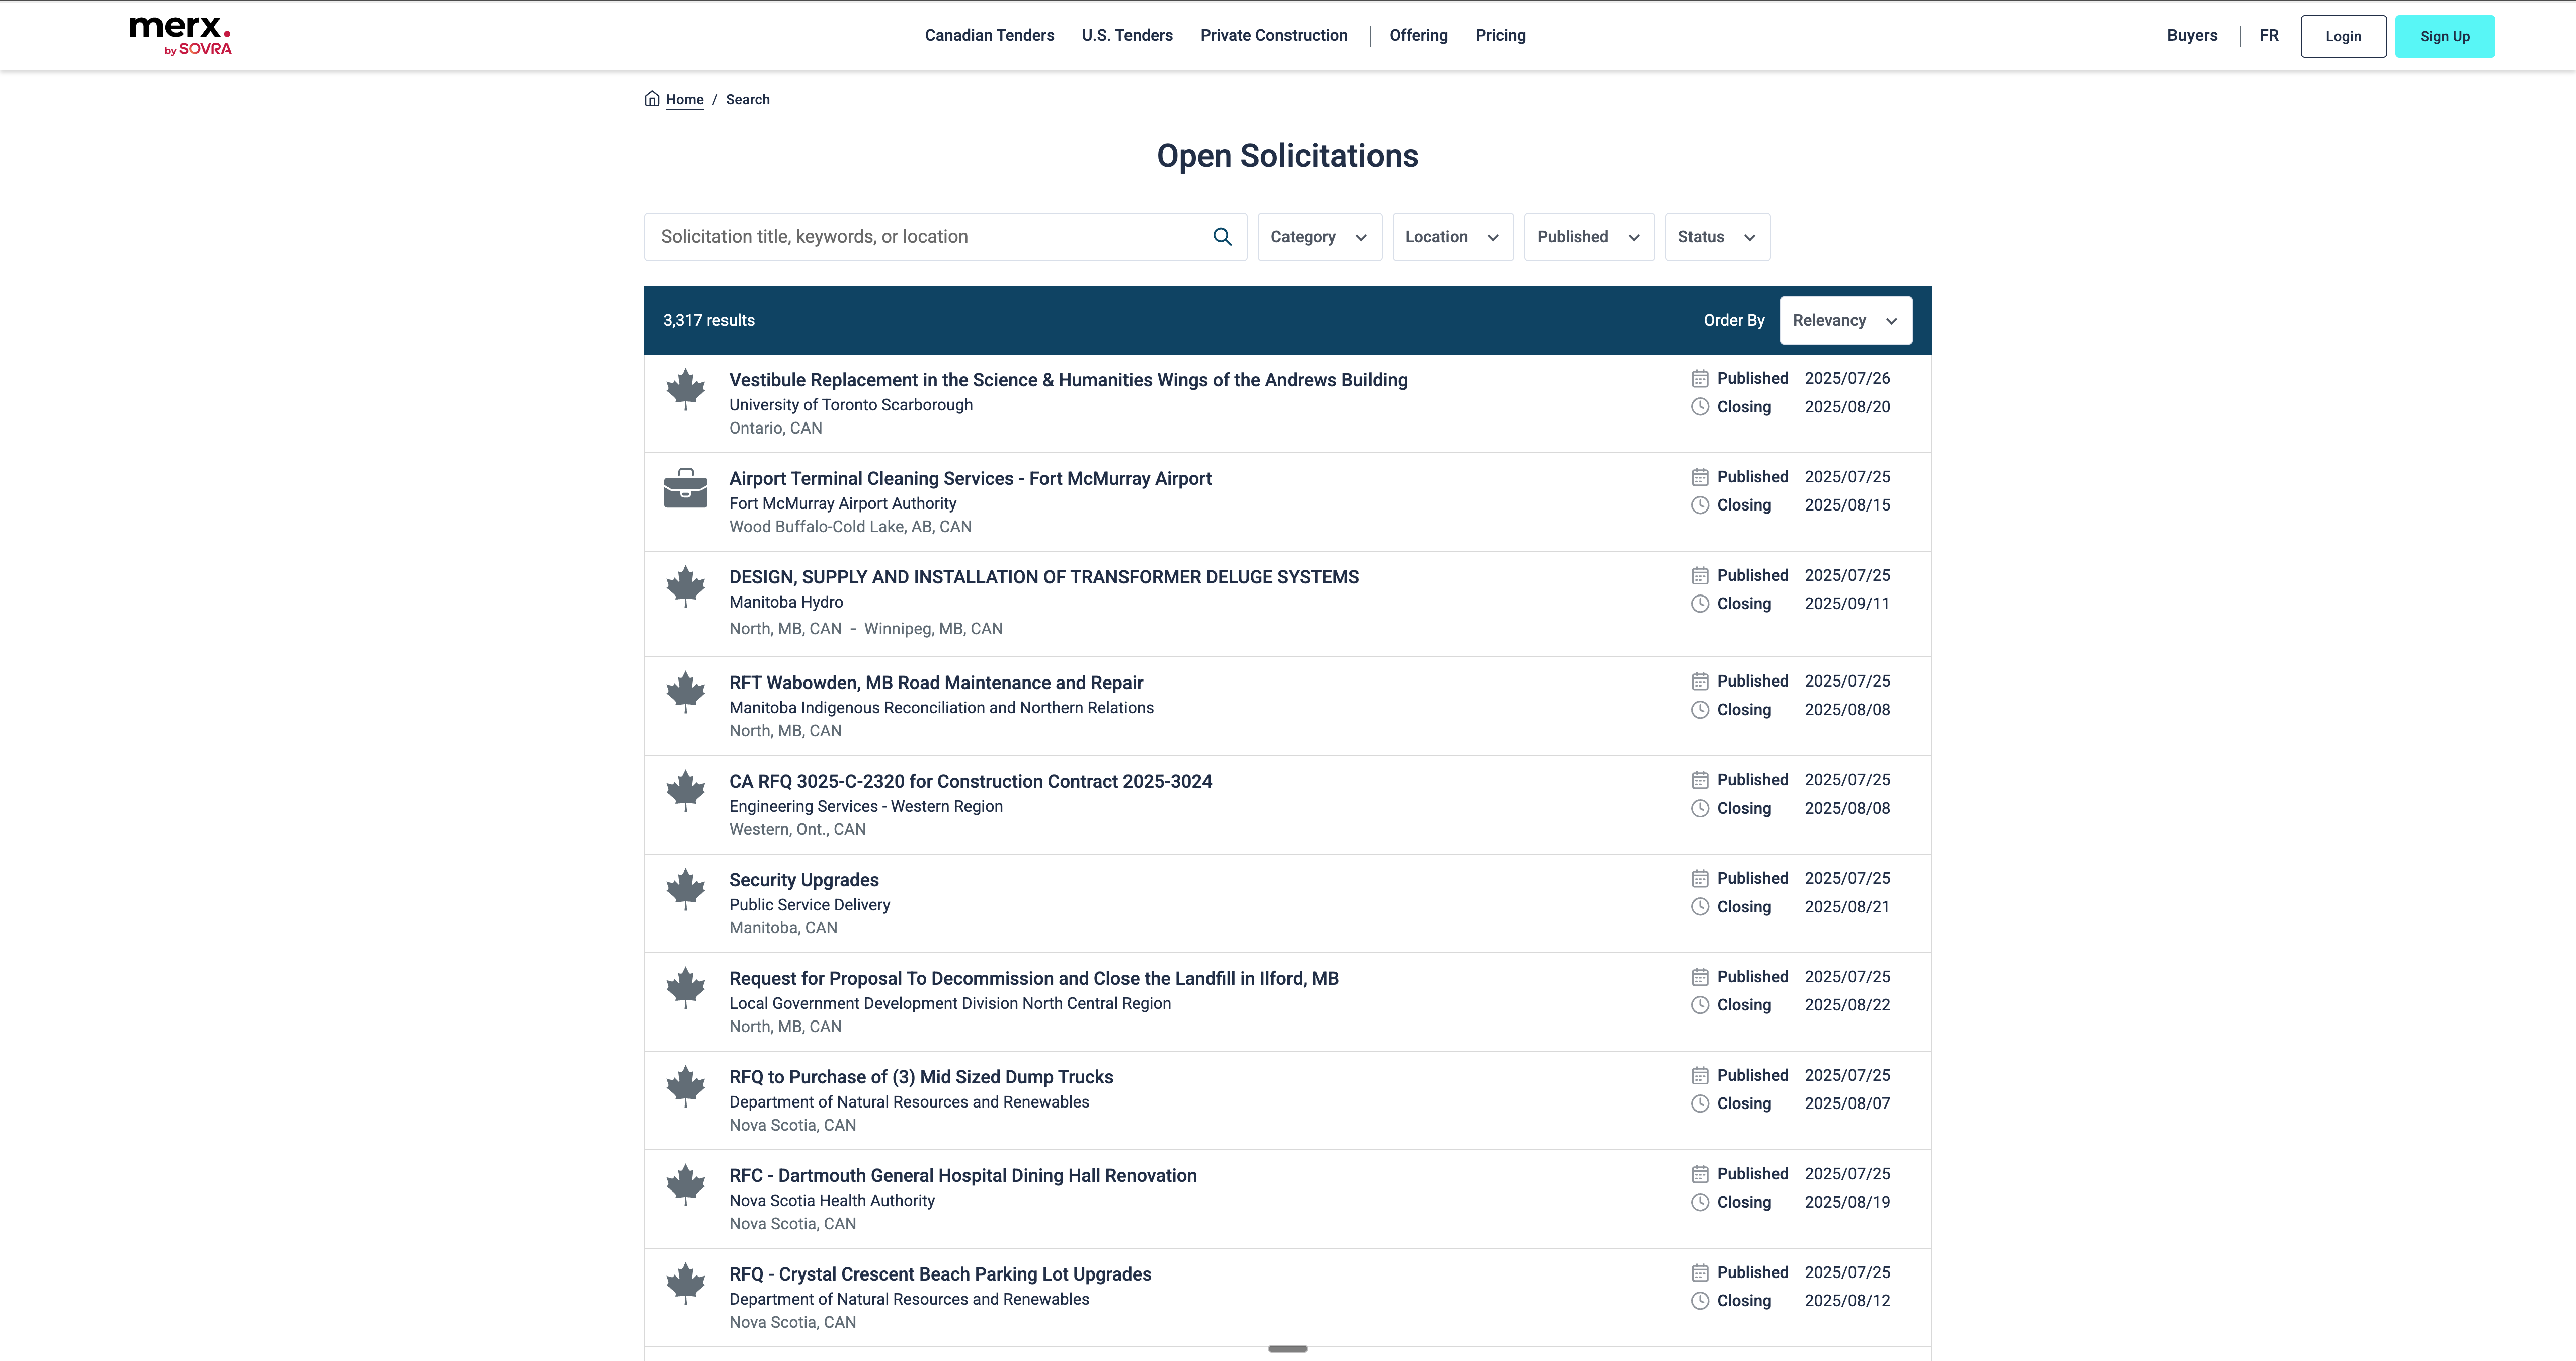 merx.
by SOVRA
Canadian Tenders
U.S. Tenders
Private Construction
Offering
Pricing
Buyers
FR
Login
Sign Up
Home / Search
Open Solicitations
Solicitation title, keywords, or location
Category
Location
Published
Status
3,317 results
Order By
Relevancy
Vestibule Replacement in the Science & Humanities Wings of the Andrews Building
University of Toronto Scarborough
Ontario, CAN
Published 2025/07/26
Closing 2025/08/20
Airport Terminal Cleaning Services - Fort McMurray Airport
Fort McMurray Airport Authority
Wood Buffalo-Cold Lake, AB, CAN
Published 2025/07/25
Closing 2025/08/15
DESIGN, SUPPLY AND INSTALLATION OF TRANSFORMER DELUGE SYSTEMS
Manitoba Hydro
North, MB, CAN - Winnipeg, MB, CAN
Published 2025/07/25
Closing 2025/09/11
RFT Wabowden, MB Road Maintenance and Repair
Manitoba Indigenous Reconciliation and Northern Relations
North, MB, CAN
Published 2025/07/25
Closing 2025/08/08
CA RFQ 3025-C-2320 for Construction Contract 2025-3024
Engineering Services - Western Region
Western, Ont., CAN
Published 2025/07/25
Closing 2025/08/08
Security Upgrades
Public Service Delivery
Manitoba, CAN
Published 2025/07/25
Closing 2025/08/21
Request for Proposal To Decommission and Close the Landfill in Ilford, MB
Local Government Development Division North Central Region
North, MB, CAN
Published 2025/07/25
Closing 2025/08/22
RFQ to Purchase of (3) Mid Sized Dump Trucks
Department of Natural Resources and Renewables
Nova Scotia, CAN
Published 2025/07/25
Closing 2025/08/07
RFC - Dartmouth General Hospital Dining Hall Renovation
Nova Scotia Health Authority
Nova Scotia, CAN
Published 2025/07/25
Closing 2025/08/19
RFQ - Crystal Crescent Beach Parking Lot Upgrades
Department of Natural Resources and Renewables
Nova Scotia, CAN
Published 2025/07/25
Closing 2025/08/12